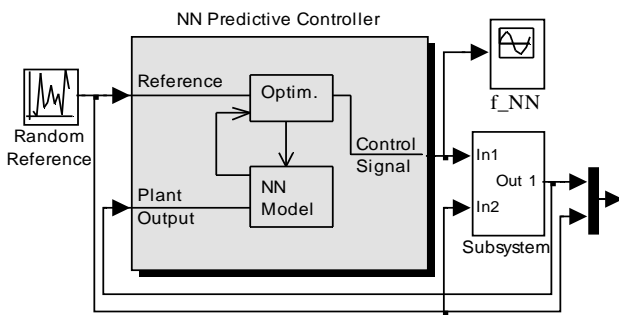 NN Predictive Controller
Reference
Optim.
f_NN
Random
Reference
Control
Signal
In1
Plant
Output
NN
Model
Out 1
In2
Subsystem